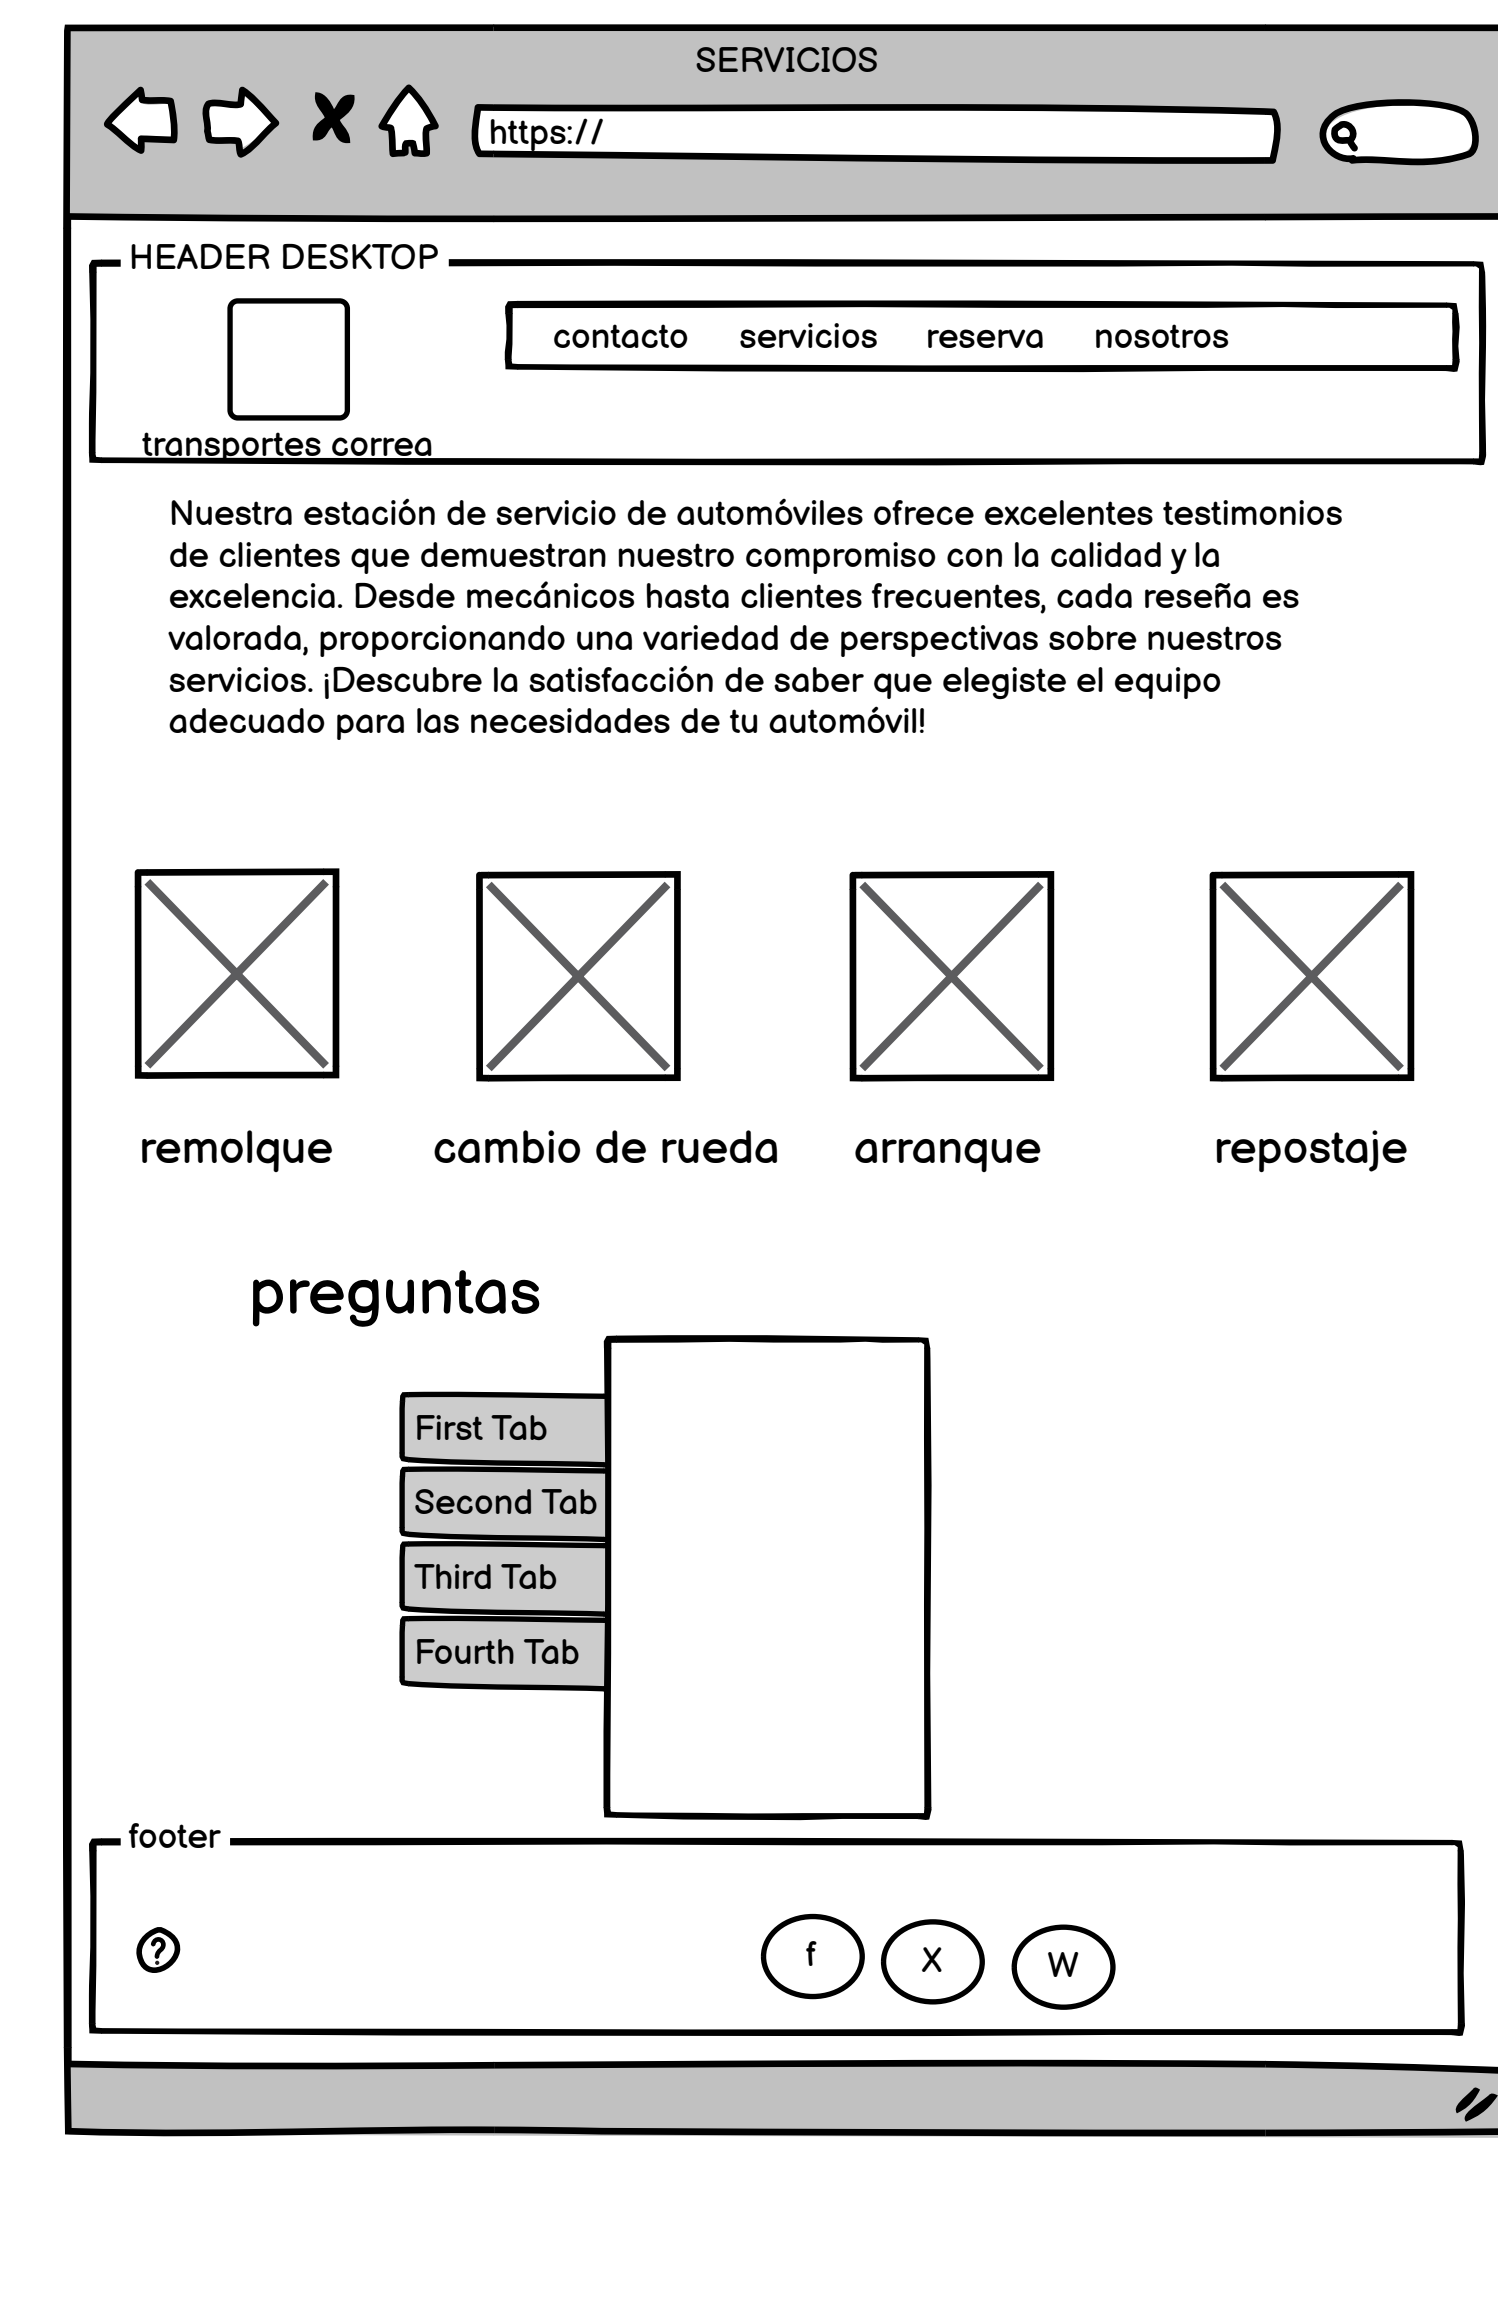 SERVICIOS
https://
HEADER DESKTOP
contacto servicios reserva nosotros
transportes correa
Nuestra estación de servicio de automóviles ofrece excelentes testimonios
de clientes que demuestran nuestro compromiso con la calidad y la
excelencia. Desde mecánicos hasta clientes frecuentes, cada reseña es
valorada, proporcionando una variedad de perspectivas sobre nuestros
servicios. ¡Descubre la satisfacción de saber que elegiste el equipo
adecuado para las necesidades de tu automóvil!
remolque cambio de rueda arranque repostaje
preguntas
First Tab
Second Tab
Third Tab
Fourth Tab
footer
? f X W